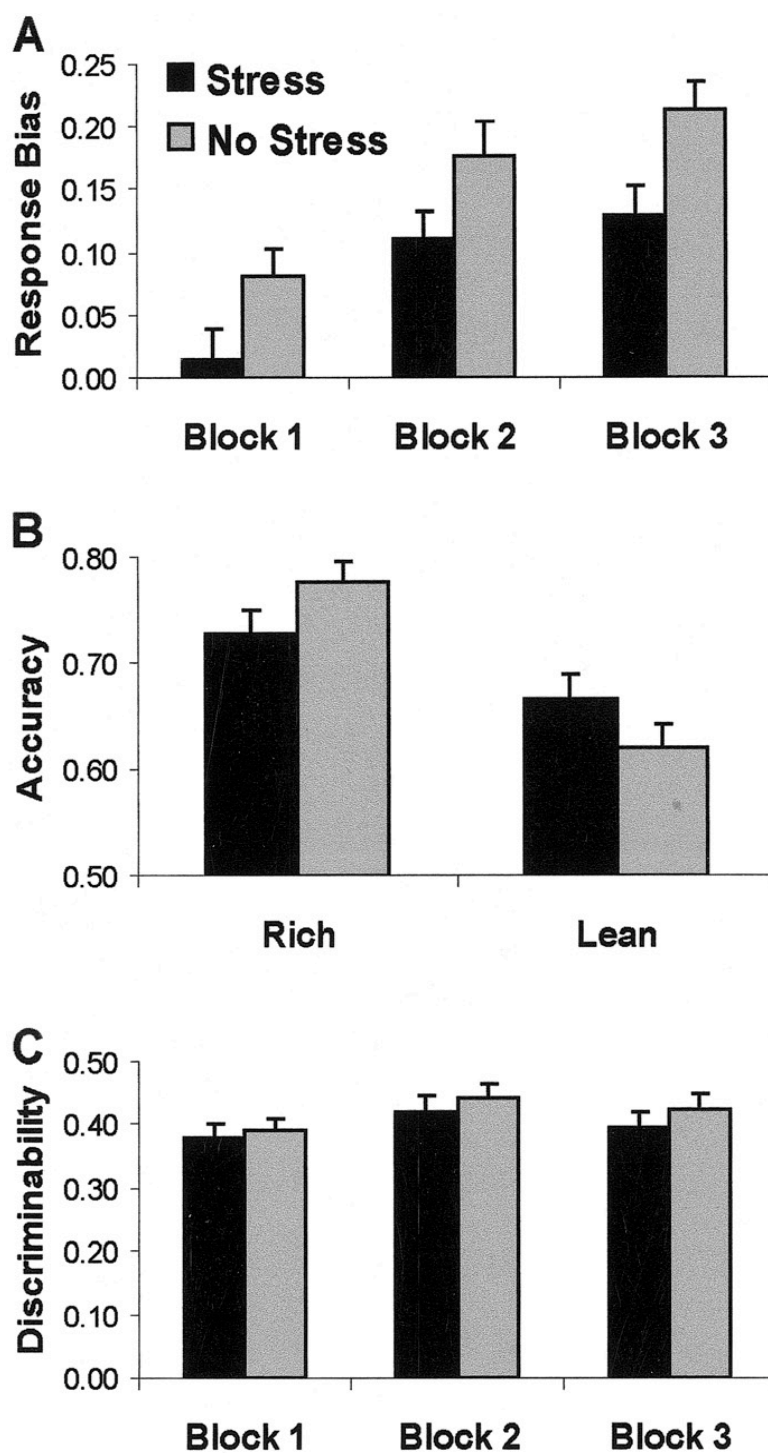 A
Response Bias
0.25
0.20
0.15
0.10
0.05
0.00
Stress
No Stress
Block 1 Block 2 Block 3
B
Accuracy
0.80
0.70
0.60
0.50
Rich Lean
C
Discriminability
0.50
0.40
0.30
0.20
0.10
0.00
Block 1 Block 2 Block 3